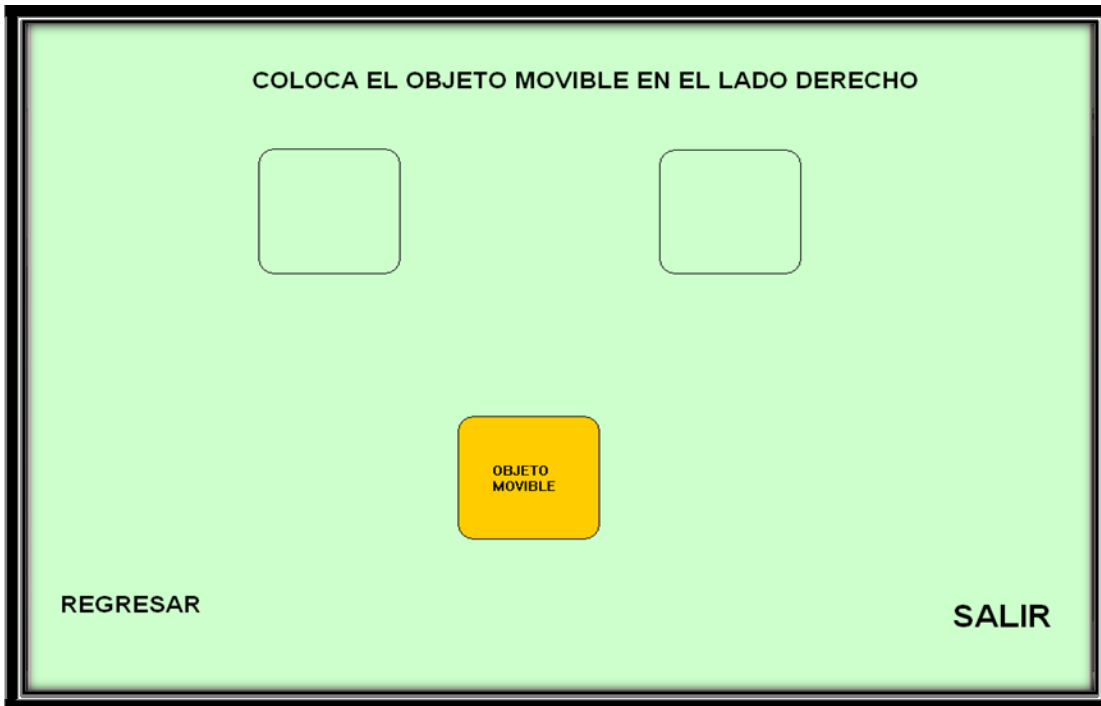 COLOCA EL OBJETO MOVIBLE EN EL LADO DERECHO
OBJETO
MOVIBLE
REGRESAR
SALIR